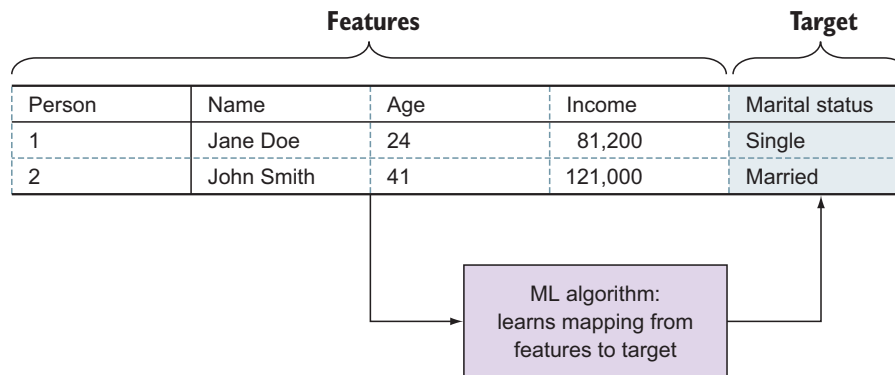 Features Target
Person Name Age Income Marital status
1 Jane Doe 24 81,200 Single
2 John Smith 41 121,000 Married
ML algorithm:
learns mapping from
features to target